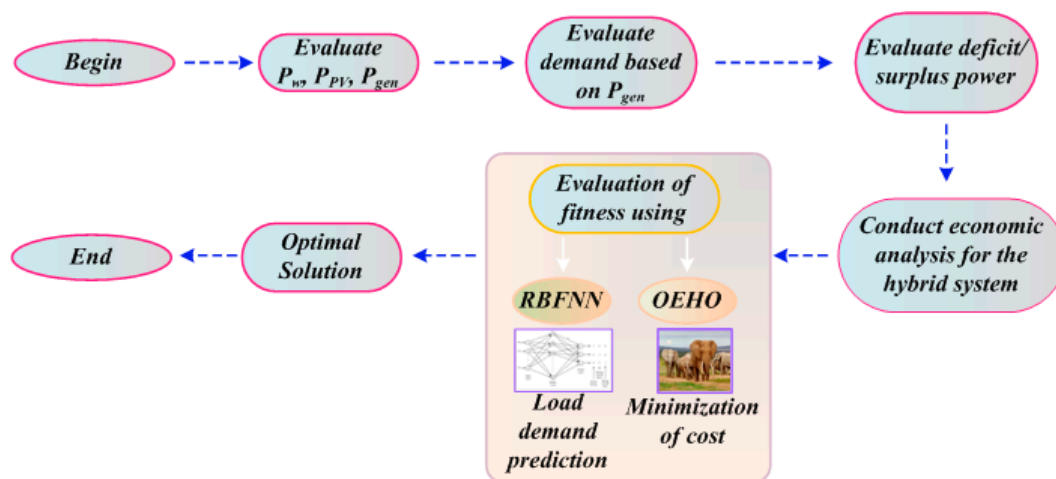 Begin
Evaluate
P_w, P_PV, P_gen
Evaluate
demand based
on P_gen
Evaluate deficit/
surplus power
Conduct economic
analysis for the
hybrid system
Evaluation of
fitness using
RBFNN
Load
demand
prediction
OEHO
Minimization
of cost
Optimal
Solution
End